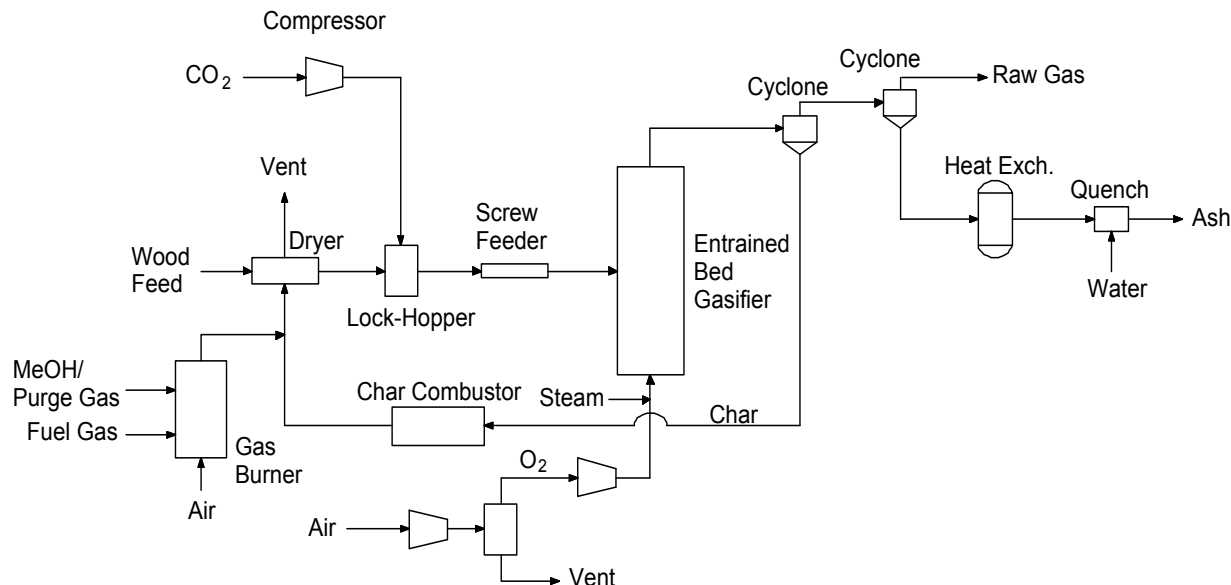 Compressor
CO2
Cyclone
Raw Gas
Cyclone
Vent
Heat Exch.
Quench
Screw
Feeder
Ash
Dryer
Entrained
Bed
Gasifier
Wood
Feed
Water
Lock-Hopper
MeOH/
Purge Gas
Char Combustor
Steam
Char
Fuel Gas
Gas
Burner
O2
Air
Air
Vent